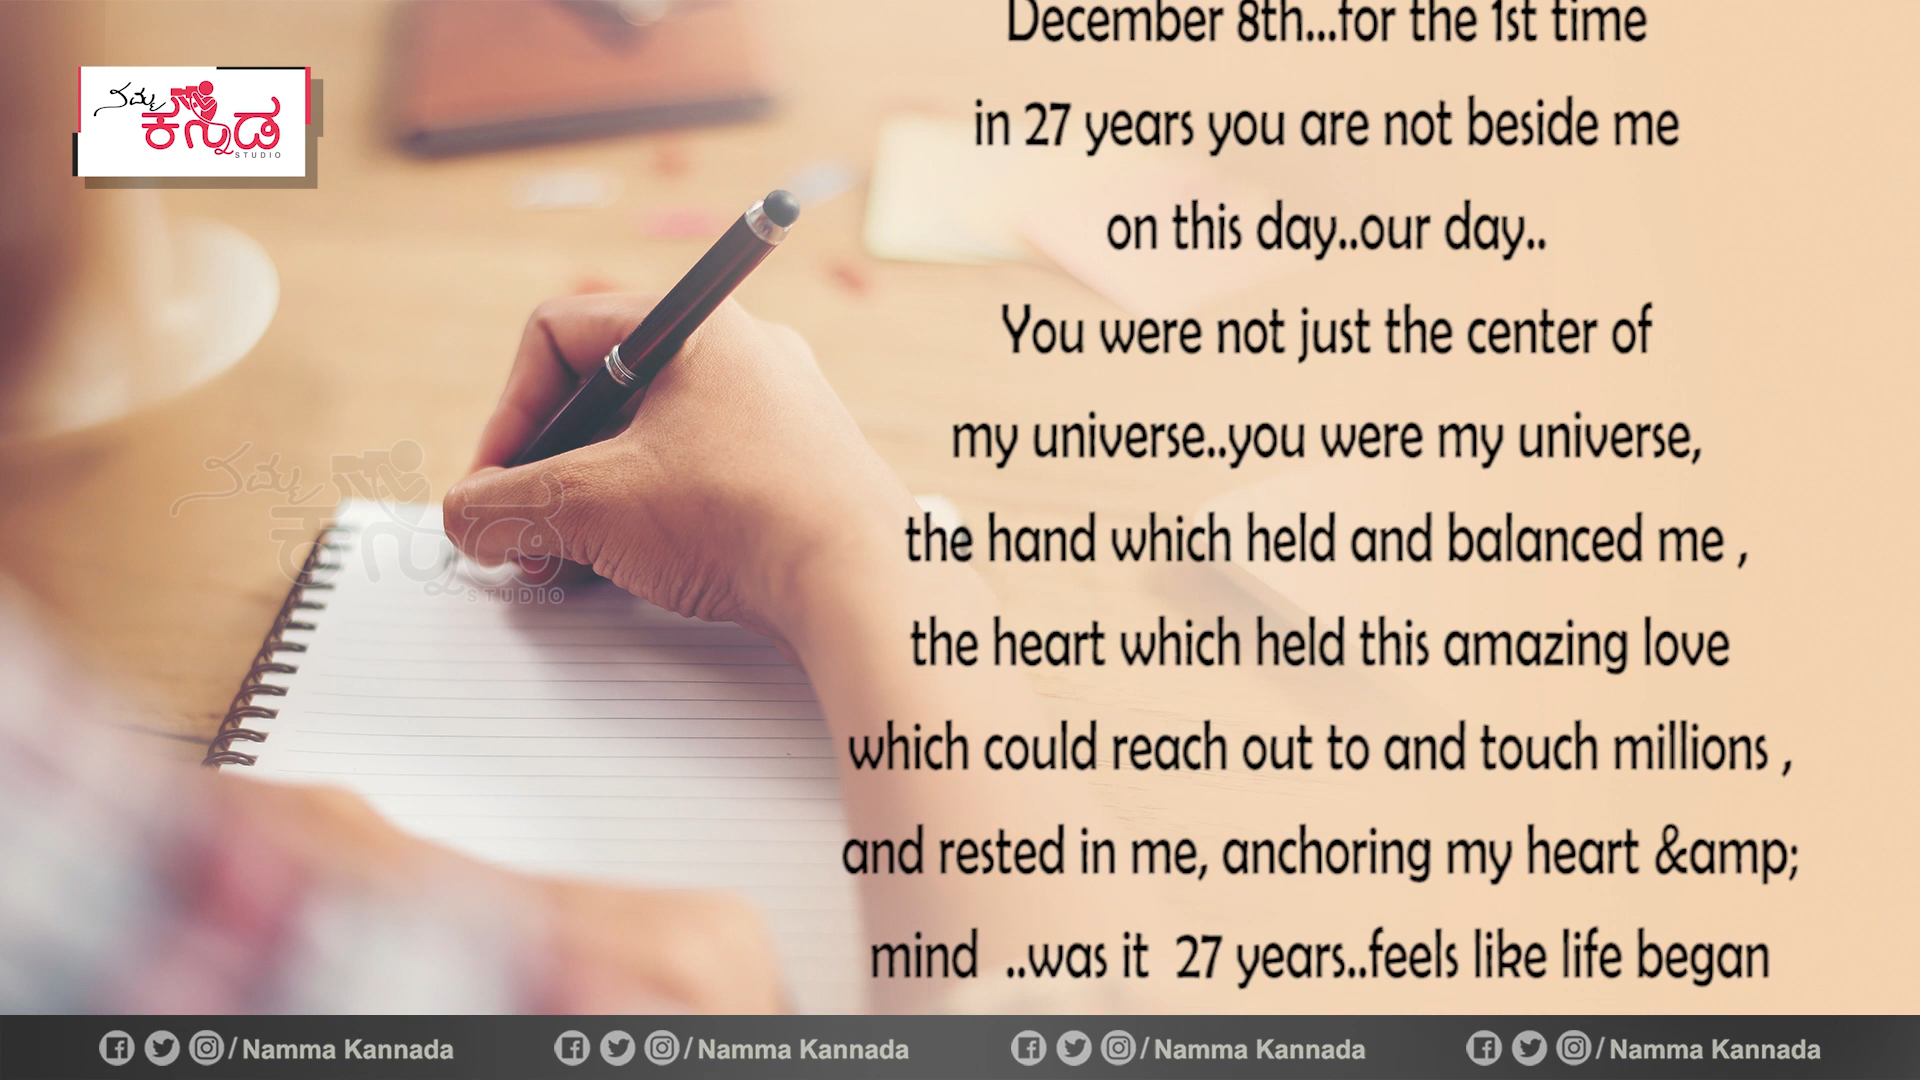 ನಮ್ಮ
ಕನ್ನಡ
STUDIO
December 8th...for the 1st time
in 27 years you are not beside me
on this day..our day..
You were not just the center of
my universe..you were my universe,
the hand which held and balanced me ,
the heart which held this amazing love
which could reach out to and touch millions ,
and rested in me, anchoring my heart &amp;
mind ..was it 27 years..feels like life began
ನಮ್ಮ
ಕನ್ನಡ
STUDIO
/ Namma Kannada / Namma Kannada / Namma Kannada / Namma Kannada